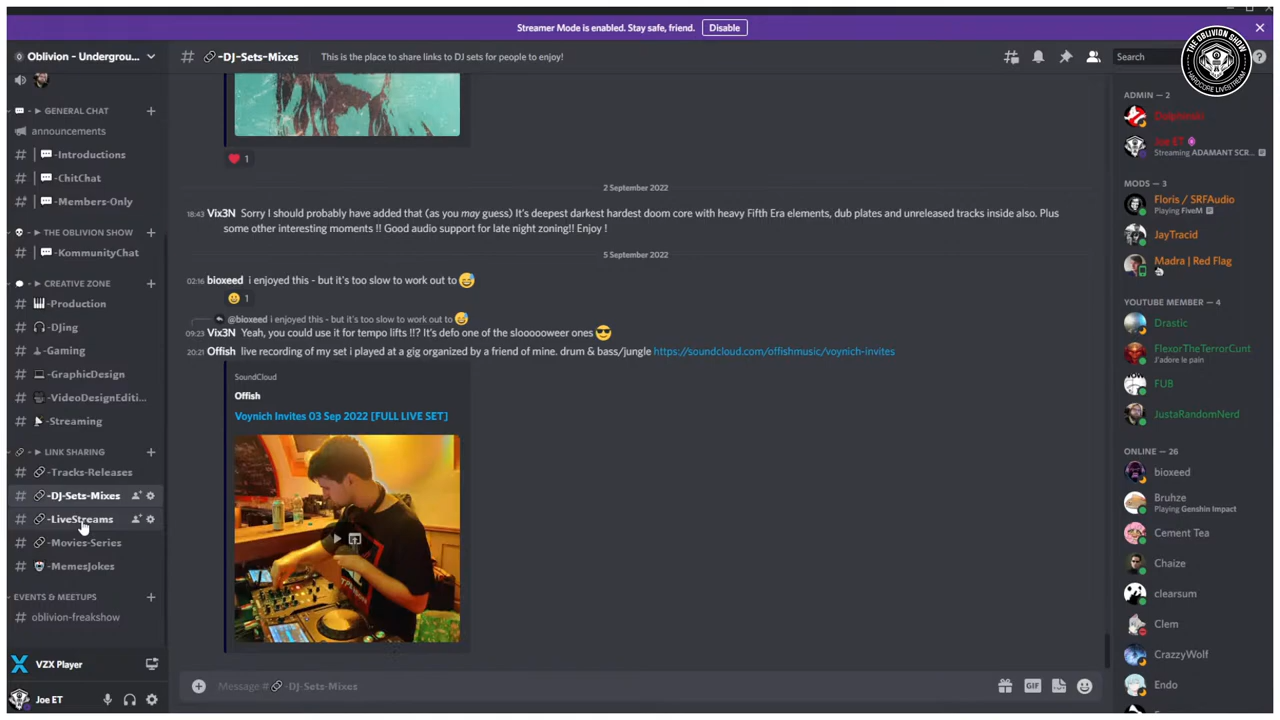 Streamer Mode is enabled. Stay safe, friend.
Disable
Oblivion - Undergrou...
-DJ-Sets-Mixes
This is the place to share links to DJ sets for people to enjoy!
Search
THE OBLIVION SHOW
HARDCORE LIVESTREAM
GENERAL CHAT
announcements
-Introductions
-ChitChat
-Members-Only
THE OBLIVION SHOW
-KommunityChat
CREATIVE ZONE
-Production
-DJing
-Gaming
-GraphicDesign
-VideoDesignEditi...
-Streaming
LINK SHARING
-Tracks-Releases
-DJ-Sets-Mixes
-LiveStreams
-Movies-Series
-MemesJokes
EVENTS & MEETUPS
oblivion-freakshow
VZX Player
Joe ET
1
2 September 2022
18:43 Vix3N Sorry I should probably have added that (as you may guess) It's deepest darkest hardest doom core with heavy Fifth Era elements, dub plates and unreleased tracks inside also. Plus
some other interesting moments !! Good audio support for late night zoning!! Enjoy !
5 September 2022
02:16 bioxeed i enjoyed this - but it's too slow to work out to 😅
1
@bioxeed i enjoyed this - but it's too slow to work out to 😅
09:23 Vix3N Yeah, you could use it for tempo lifts !!? It's defo one of the slooooweer ones 😎
20:21 Offish live recording of my set i played at a gig organized by a friend of mine. drum & bass/jungle https://soundcloud.com/offishmusic/voynich-invites
SoundCloud
Offish
Voynich Invites 03 Sep 2022 [FULL LIVE SET]
Message # -DJ-Sets-Mixes
GIF
ADMIN — 2
Joe ET
Streaming ADAMANT SCR...
MODS — 3
Floris / SRFAudio
Playing FiveM
JayTracid
Madra | Red Flag
YOUTUBE MEMBER — 4
Drastic
FlexorTheTerrorCunt
J'adore le pain
FU8
JustaRandomNerd
ONLINE — 26
bioxeed
Bruhze
Playing Genshin Impact
Cement Tea
Chaize
clearsum
Clem
CrazzyWolf
Endo